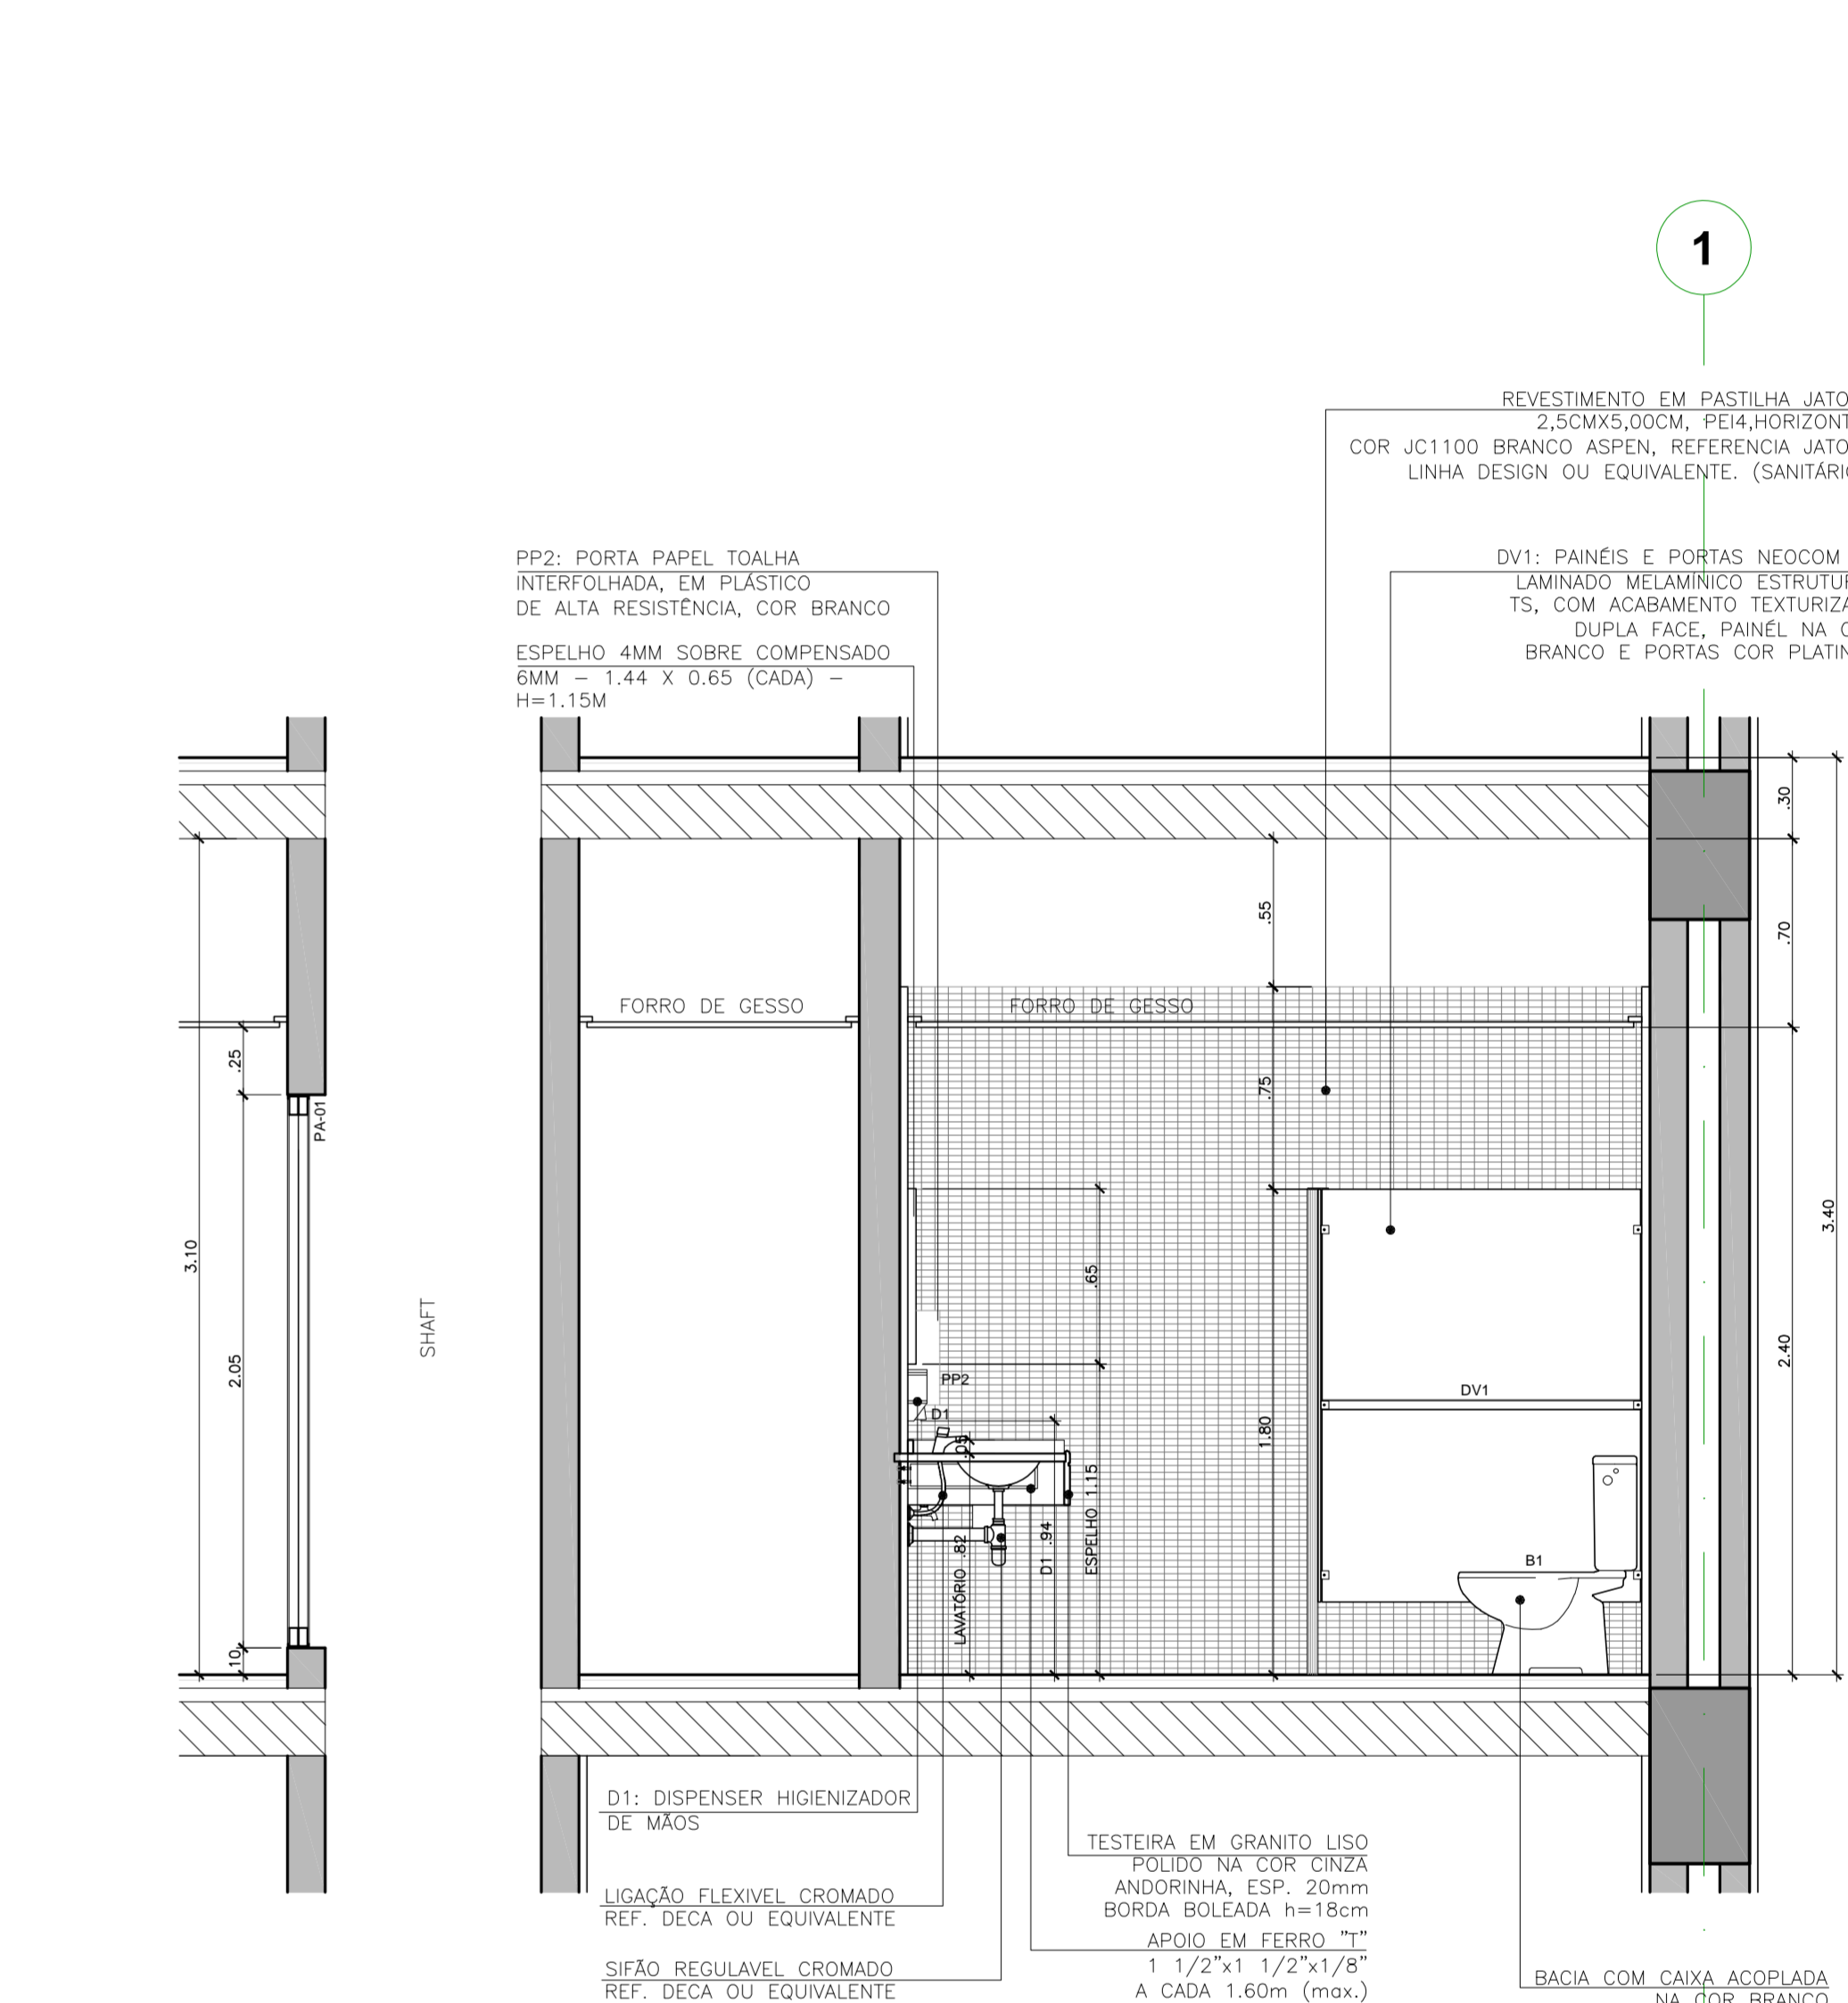 1
REVESTIMENTO EM PASTILHA JATO
2,5CMX5,00CM, PEI4,HORIZONT
COR JC1100 BRANCO ASPEN, REFERENCIA JATO
LINHA DESIGN OU EQUIVALENTE. (SANITÁRI
PP2: PORTA PAPEL TOALHA
INTERFOLHADA, EM PLÁSTICO
DE ALTA RESISTÊNCIA, COR BRANCO
DV1: PAINÉIS E PORTAS NEOCOM
LAMINADO MELAMÍNICO ESTRUTUR
TS, COM ACABAMENTO TEXTURIZA
DUPLA FACE, PAINÉL NA C
BRANCO E PORTAS COR PLATIN
ESPELHO 4MM SOBRE COMPENSADO
6MM – 1.44 X 0.65 (CADA) –
H=1.15M
.30
.55
.70
FORRO DE GESSO
FORRO DE GESSO
.25
.75
PA-01
3.10
SHAFT
.65
3.40
2.05
2.40
PP2
DV1
D1
.05
1.80
ESPELHO 1.15
D1 .94
LAVATÓRIO .82
B1
.10
D1: DISPENSER HIGIENIZADOR
DE MÃOS
TESTEIRA EM GRANITO LISO
POLIDO NA COR CINZA
ANDORINHA, ESP. 20mm
BORDA BOLEADA h=18cm
LIGAÇÃO FLEXIVEL CROMADO
REF. DECA OU EQUIVALENTE
APOIO EM FERRO "T"
1 1/2"x1 1/2"x1/8"
A CADA 1.60m (max.)
SIFÃO REGULAVEL CROMADO
REF. DECA OU EQUIVALENTE
BACIA COM CAIXA ACOPLADA
NA COR BRANCO